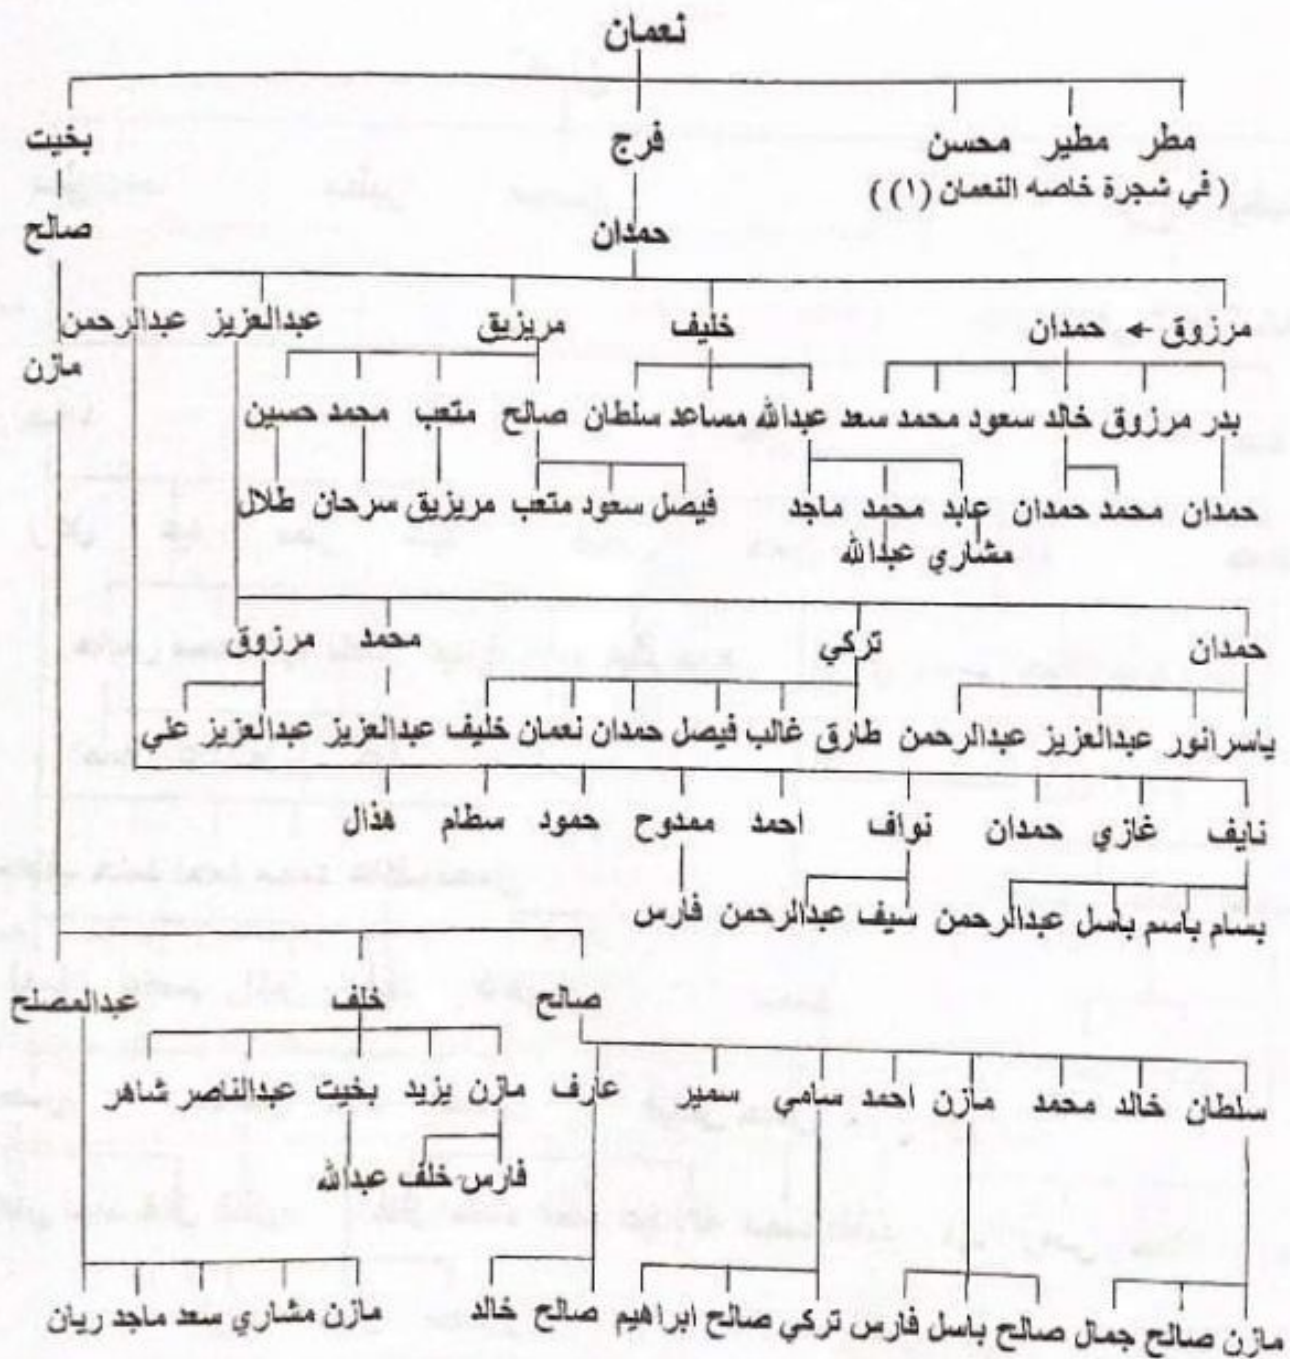 نعمان
مطر مطير محسن فرج بخيت
( في شجرة خاصه النعمان (١) )
صالح
حمدان
مرزوق ← حمدان خليف مريزيق عبدالعزيز عبدالرحمن
مازن
بدر مرزوق خالد سعود محمد سعد عبدالله مساعد سلطان صالح متعب محمد حسين
حمدان محمد حمدان عابد محمد ماجد فيصل سعود متعب مريزيق سرحان طلال
مشاري عبدالله
حمدان تركي محمد مرزوق
ياسر انور عبدالعزيز عبدالرحمن طارق غالب فيصل حمدان نعمان خليف عبدالعزيز عبدالعزيز علي
نايف غازي حمدان نواف احمد ممدوح حمود سطام هذال
بسام باسم باسل عبدالرحمن سيف عبدالرحمن فارس
صالح خلف عبدالمصلح
سلطان خالد محمد مازن احمد سامي سمير عارف مازن يزيد بخيت عبدالناصر شاهر
فارس خلف عبدالله
مازن صالح جمال صالح باسل فارس تركي صالح ابراهيم صالح خالد مازن مشاري سعد ماجد ريان